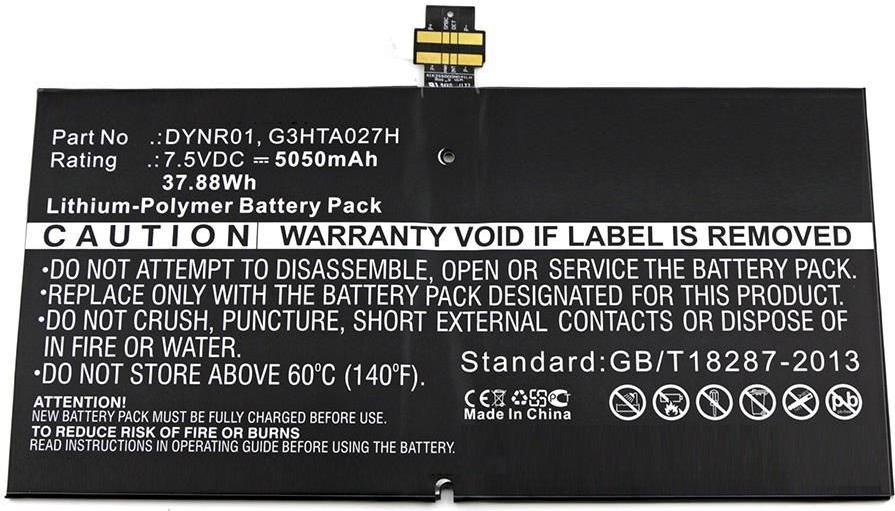 Part No .:DYNR01, G3HTA027H
Rating .:7.5VDC ⎓ 5050mAh
37.88Wh
Lithium-Polymer Battery Pack
CAUTION WARRANTY VOID IF LABEL IS REMOVED
•DO NOT ATTEMPT TO DISASSEMBLE, OPEN OR SERVICE THE BATTERY PACK.
•REPLACE ONLY WITH THE BATTERY PACK DESIGNATED FOR THIS PRODUCT.
•DO NOT CRUSH, PUNCTURE, SHORT EXTERNAL CONTACTS OR DISPOSE OF
IN FIRE OR WATER.
•DO NOT STORE ABOVE 60°C (140°F).
Standard:GB/T18287-2013
CE
Made In China
Pb
ATTENTION!
NEW BATTERY PACK MUST BE FULLY CHARGED BEFORE USE.
TO REDUCE RISK OF FIRE OR BURNS
READ INSTRUCTIONS IN OPERATING GUIDE BEFORE USING THE BATTERY.